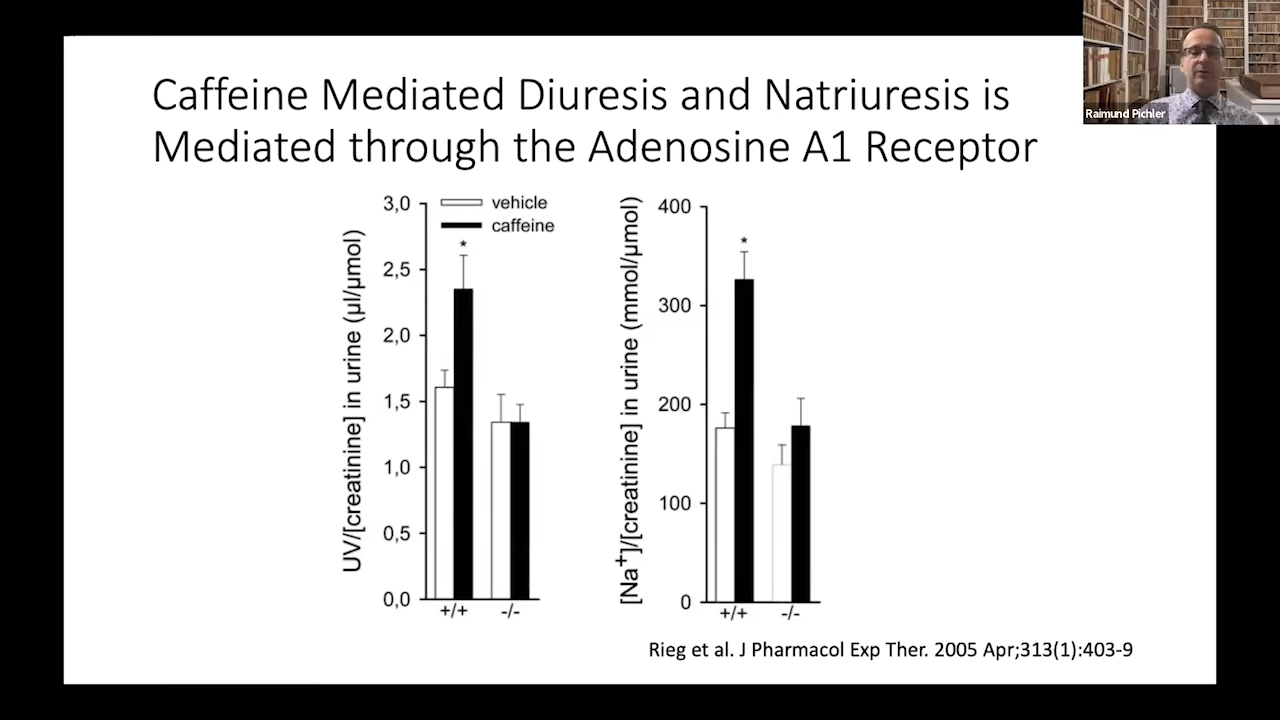 Caffeine Mediated Diuresis and Natriuresis is
Mediated through the Adenosine A1 Receptor
Raimund Pichler
vehicle
caffeine
UV/[creatinine] in urine (µl/µmol)
3,0
2,5
2,0
1,5
1,0
0,5
0,0
*
+/+
-/-
[Na⁺]/[creatinine] in urine (mmol/µmol)
400
300
200
100
0
*
+/+
-/-
Rieg et al. J Pharmacol Exp Ther. 2005 Apr;313(1):403-9